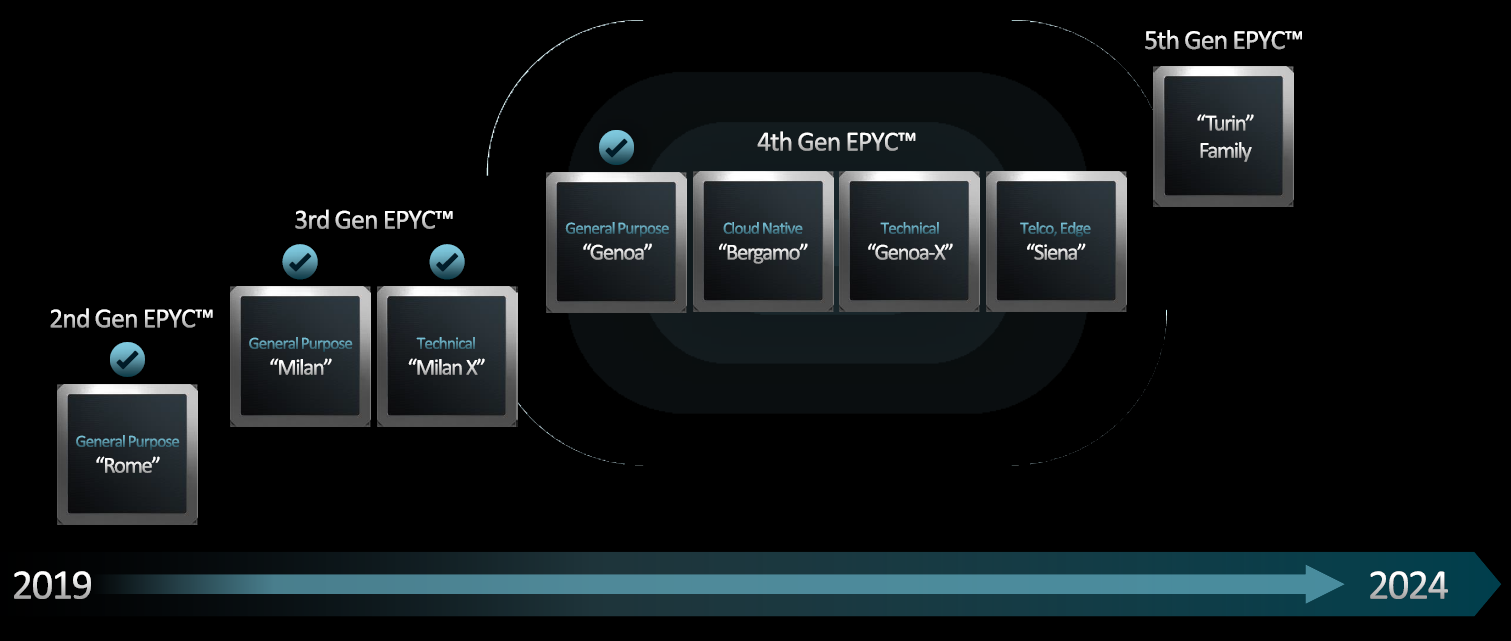 5th Gen EPYC™
“Turin”
Family
4th Gen EPYC™
General Purpose
“Genoa”
Cloud Native
“Bergamo”
Technical
“Genoa-X”
Telco, Edge
“Siena”
3rd Gen EPYC™
General Purpose
“Milan”
Technical
“Milan X”
2nd Gen EPYC™
General Purpose
“Rome”
2019
2024